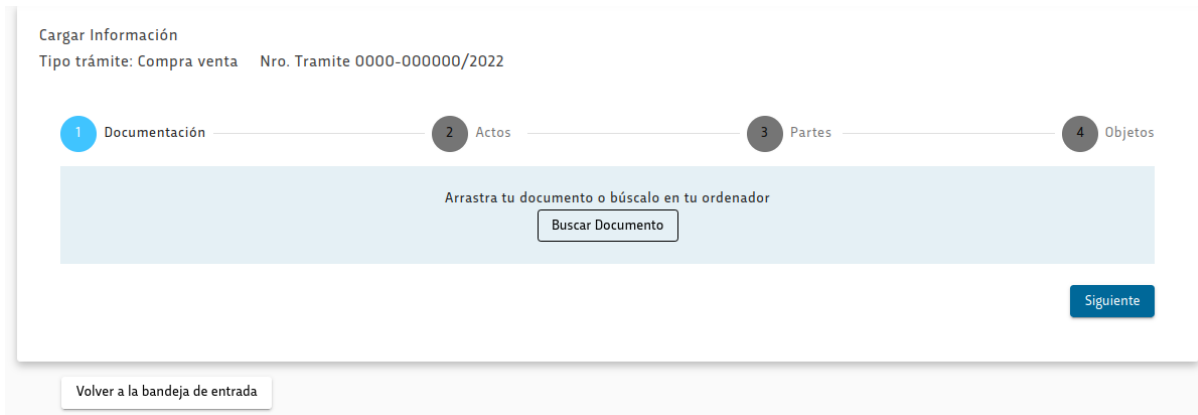 Cargar Información
Tipo trámite: Compra venta Nro. Tramite 0000-000000/2022
1 Documentación 2 Actos 3 Partes 4 Objetos
Arrastra tu documento o búscalo en tu ordenador
Buscar Documento
Siguiente
Volver a la bandeja de entrada